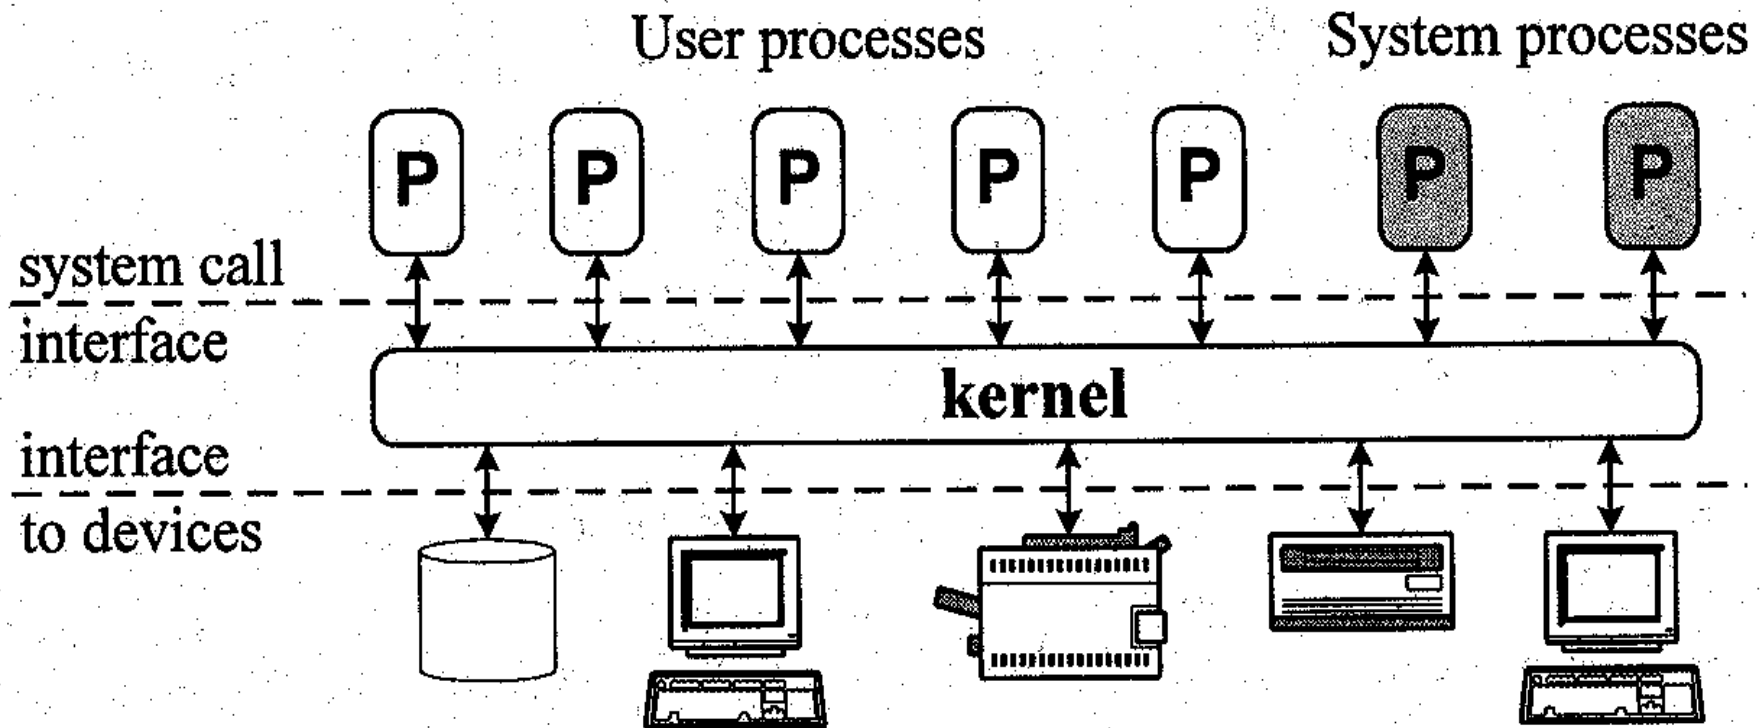 User processes
System processes
P P P P P P P
system call
interface
kernel
interface
to devices